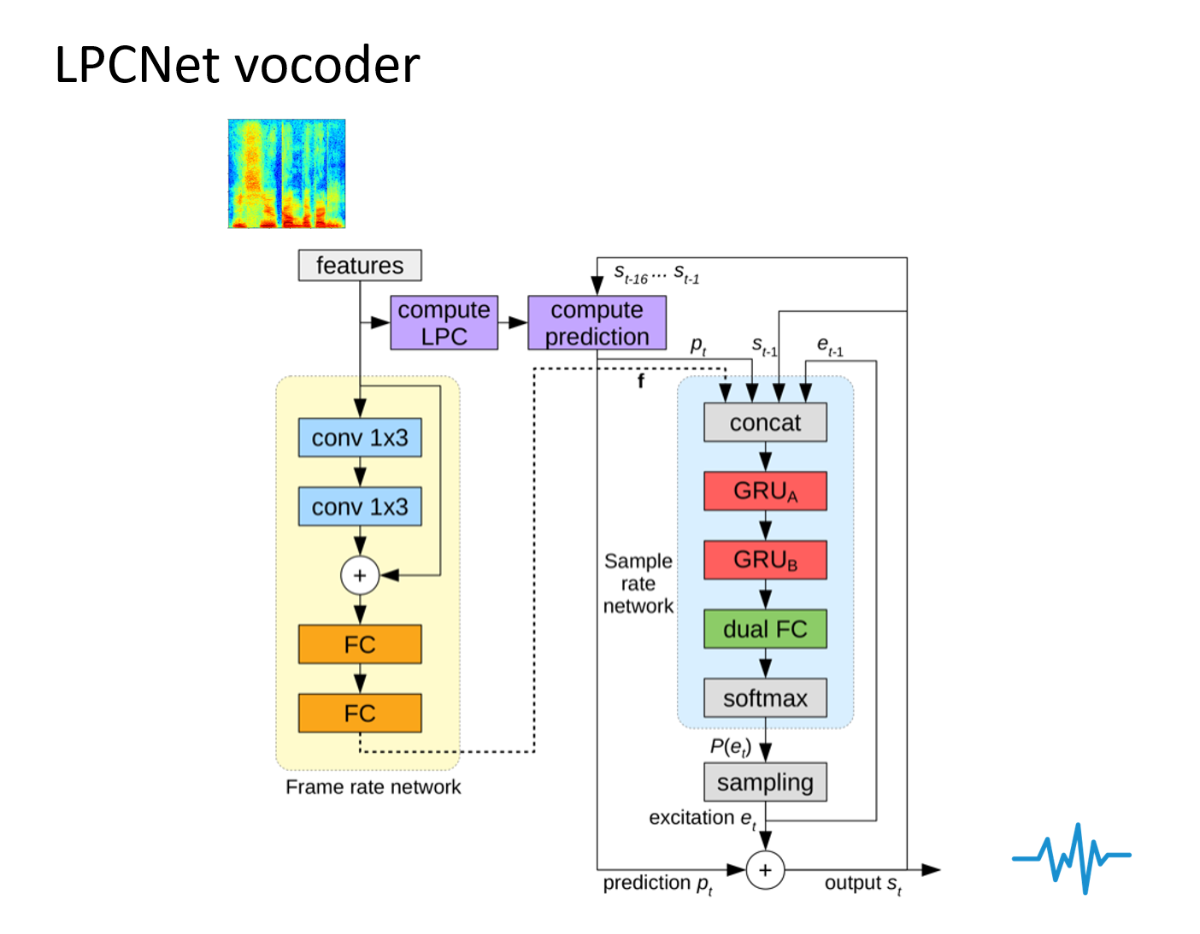 LPCNet vocoder
features
s_{t-16} ... s_{t-1}
compute
LPC
compute
prediction
p_t
s_{t-1}
e_{t-1}
f
concat
conv 1x3
GRU_A
conv 1x3
GRU_B
Sample
rate
network
+
dual FC
FC
softmax
FC
P(e_t)
sampling
Frame rate network
excitation e_t
+
prediction p_t
output s_t